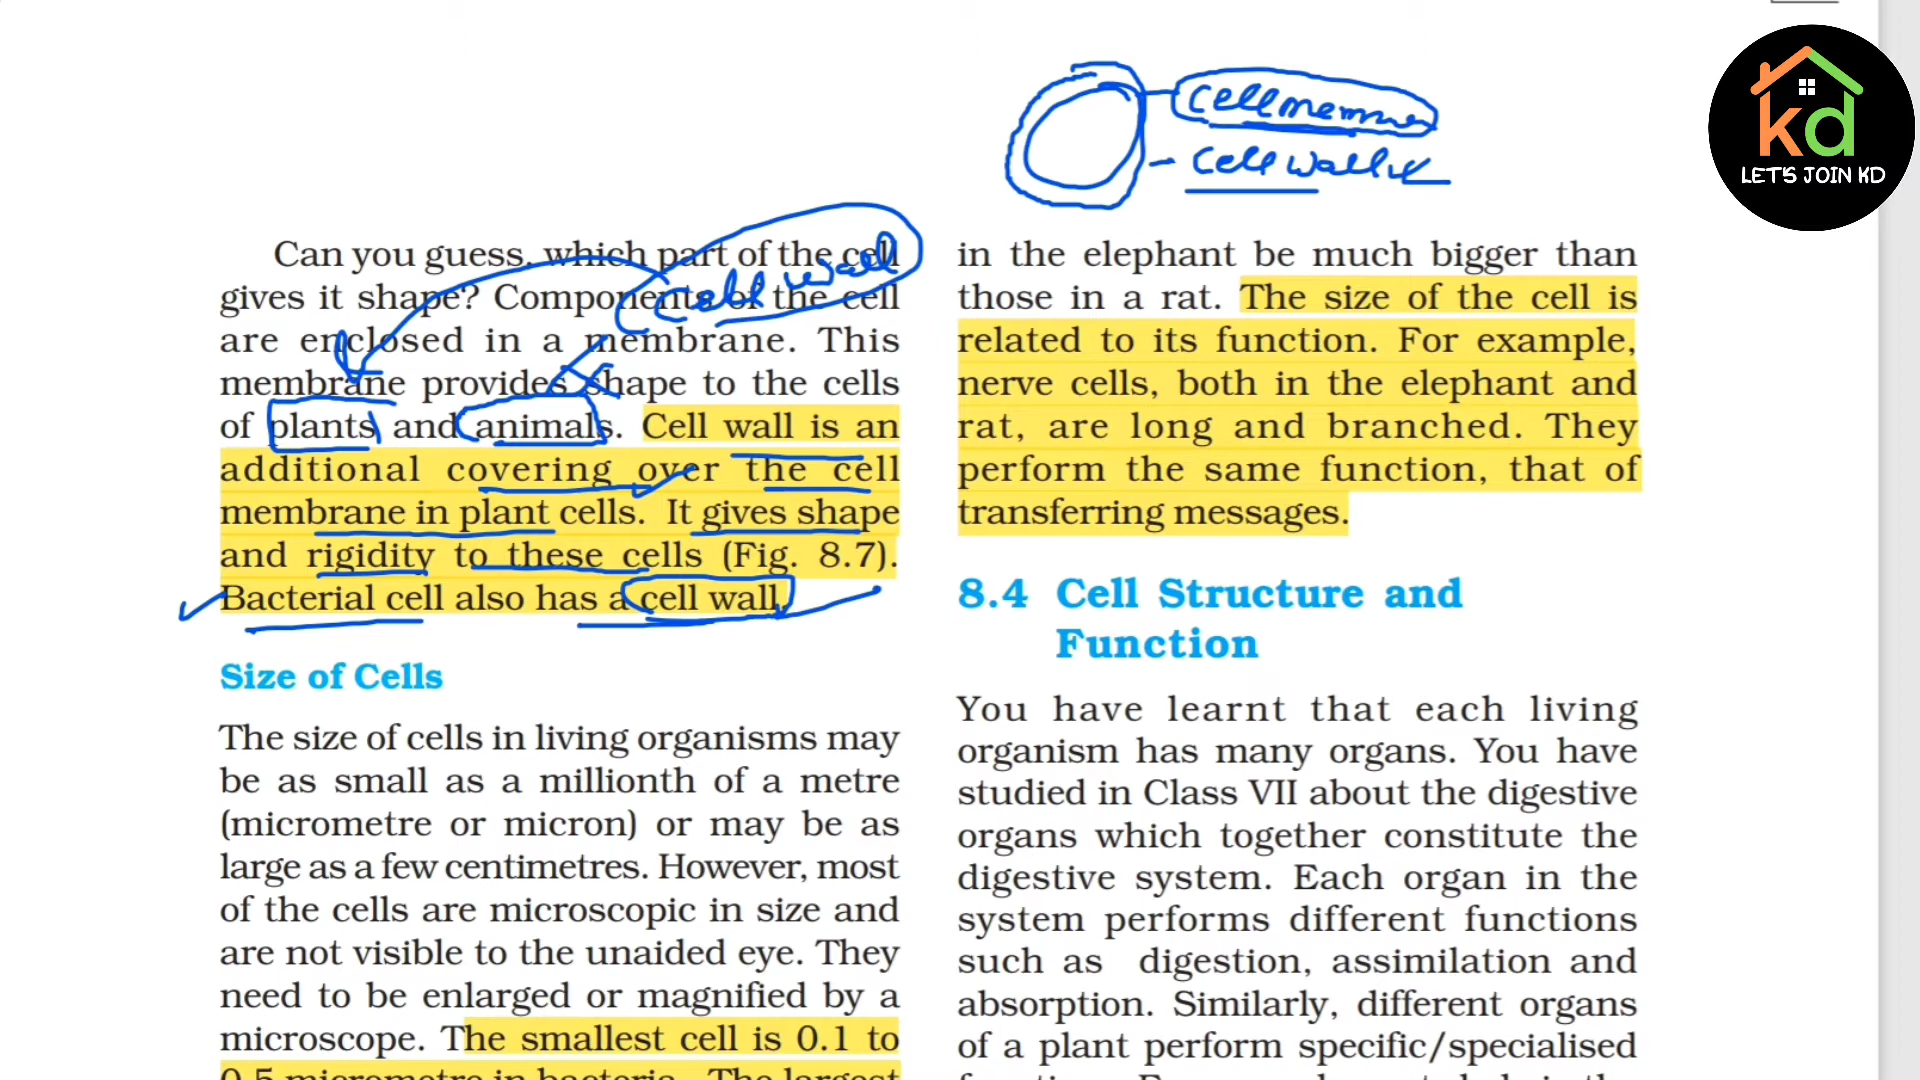 cell wall
Can you guess, which part of the cell
gives it shape? Components of the cell
are enclosed in a membrane. This
membrane provides shape to the cells
of plants and animals. Cell wall is an
additional covering over the cell
membrane in plant cells. It gives shape
and rigidity to these cells (Fig. 8.7).
Bacterial cell also has a cell wall.
Size of Cells
The size of cells in living organisms may
be as small as a millionth of a metre
(micrometre or micron) or may be as
large as a few centimetres. However, most
of the cells are microscopic in size and
are not visible to the unaided eye. They
need to be enlarged or magnified by a
microscope. The smallest cell is 0.1 to
0.5 micrometre in bacteria. The largest
cell
cell wall
in the elephant be much bigger than
those in a rat. The size of the cell is
related to its function. For example,
nerve cells, both in the elephant and
rat, are long and branched. They
perform the same function, that of
transferring messages.
8.4 Cell Structure and
Function
You have learnt that each living
organism has many organs. You have
studied in Class VII about the digestive
organs which together constitute the
digestive system. Each organ in the
system performs different functions
such as digestion, assimilation and
absorption. Similarly, different organs
of a plant perform specific/specialised
kd
LET'S JOIN KD